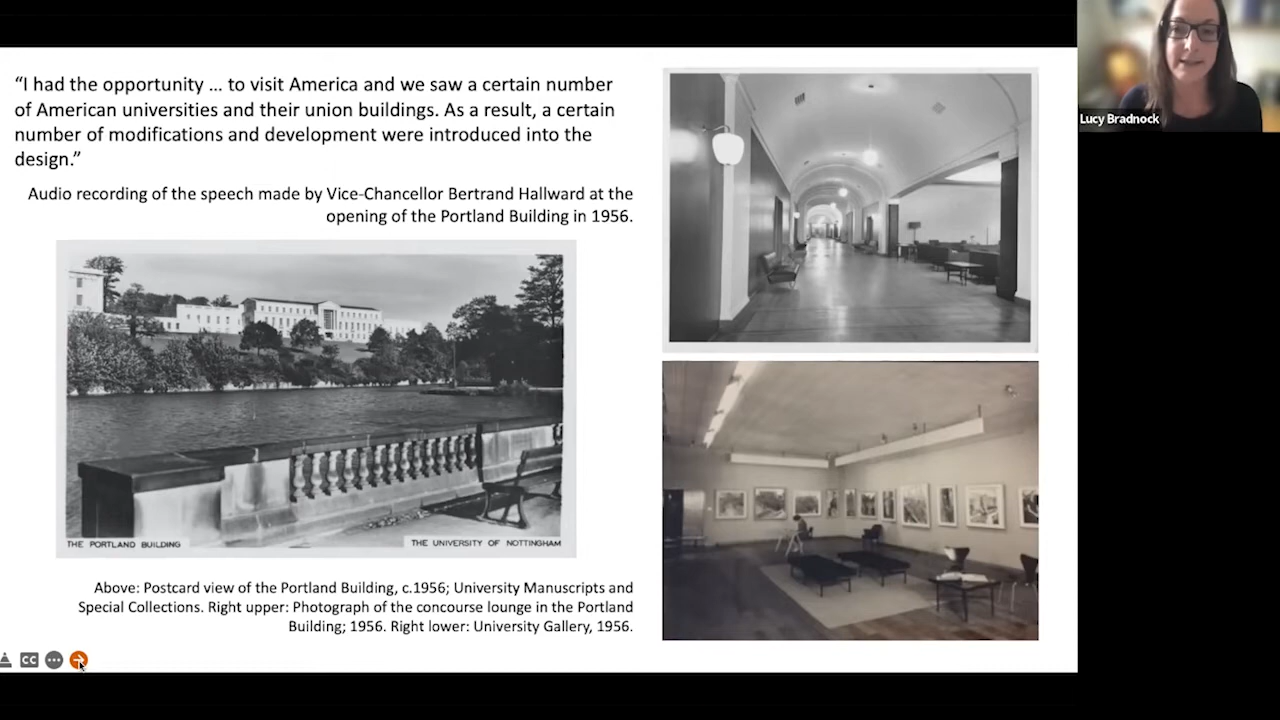 “I had the opportunity ... to visit America and we saw a certain number
of American universities and their union buildings. As a result, a certain
number of modifications and development were introduced into the
design.”
Audio recording of the speech made by Vice-Chancellor Bertrand Hallward at the
opening of the Portland Building in 1956.
THE PORTLAND BUILDING
THE UNIVERSITY OF NOTTINGHAM
Above: Postcard view of the Portland Building, c.1956; University Manuscripts and
Special Collections. Right upper: Photograph of the concourse lounge in the Portland
Building; 1956. Right lower: University Gallery, 1956.
CC
Lucy Bradnock